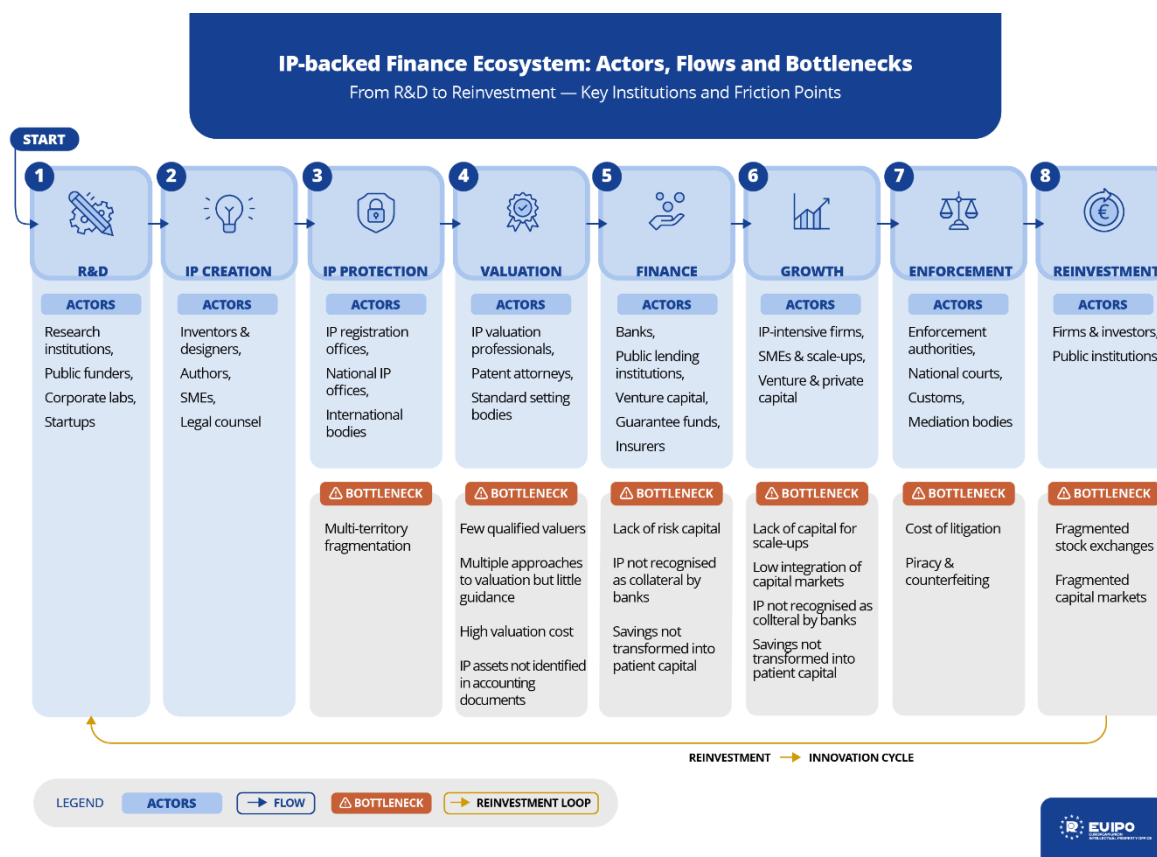 IP-backed Finance Ecosystem: Actors, Flows and Bottlenecks
From R&D to Reinvestment — Key Institutions and Friction Points
START
1
R&D
ACTORS
Research
institutions,
Public funders,
Corporate labs,
Startups
2
IP CREATION
ACTORS
Inventors &
designers,
Authors,
SMEs,
Legal counsel
3
IP PROTECTION
ACTORS
IP registration
offices,
National IP
offices,
International
bodies
BOTTLENECK
Multi-territory
fragmentation
4
VALUATION
ACTORS
IP valuation
professionals,
Patent attorneys,
Standard setting
bodies
BOTTLENECK
Few qualified valuers
Multiple approaches
to valuation but little
guidance
High valuation cost
IP assets not identified
in accounting
documents
5
FINANCE
ACTORS
Banks,
Public lending
institutions,
Venture capital,
Guarantee funds,
Insurers
BOTTLENECK
Lack of risk capital
IP not recognised
as collateral by
banks
Savings not
transformed into
patient capital
6
GROWTH
ACTORS
IP-intensive firms,
SMEs & scale-ups,
Venture & private
capital
BOTTLENECK
Lack of capital for
scale-ups
Low integration of
capital markets
IP not recognised as
collteral by banks
Savings not
transformed into
patient capital
7
ENFORCEMENT
ACTORS
Enforcement
authorities,
National courts,
Customs,
Mediation bodies
BOTTLENECK
Cost of litigation
Piracy &
counterfeiting
8
€
REINVESTMENT
ACTORS
Firms & investors,
Public institutions
BOTTLENECK
Fragmented
stock exchanges
Fragmented
capital markets
REINVESTMENT → INNOVATION CYCLE
LEGEND
ACTORS
→ FLOW
BOTTLENECK
→ REINVESTMENT LOOP
EUIPO
EUROPEAN UNION
INTELLECTUAL PROPERTY OFFICE